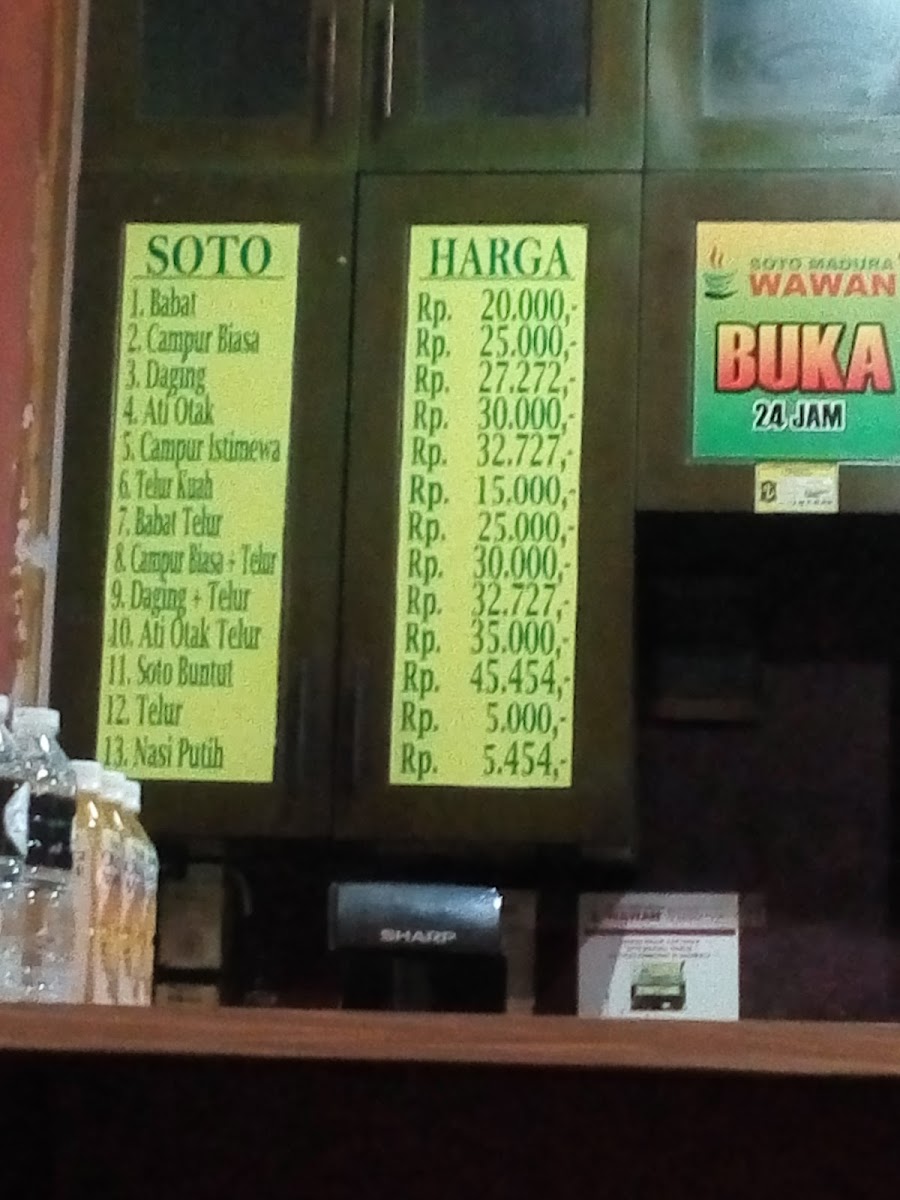 SOTO
1. Babat
2. Campur Biasa
3. Daging
4. Ati Otak
5. Campur Istimewa
6. Telur Kuah
7. Babat Telur
8. Campur Biasa + Telur
9. Daging + Telur
10. Ati Otak Telur
11. Soto Buntut
12. Telur
13. Nasi Putih
HARGA
Rp. 20.000,-
Rp. 25.000,-
Rp. 27.272,-
Rp. 30.000,-
Rp. 32.727,-
Rp. 15.000,-
Rp. 25.000,-
Rp. 30.000,-
Rp. 32.727,-
Rp. 35.000,-
Rp. 45.454,-
Rp. 5.000,-
Rp. 5.454,-
SOTO MADURA
WAWAN
BUKA
24 JAM
SHARP
WAWAN